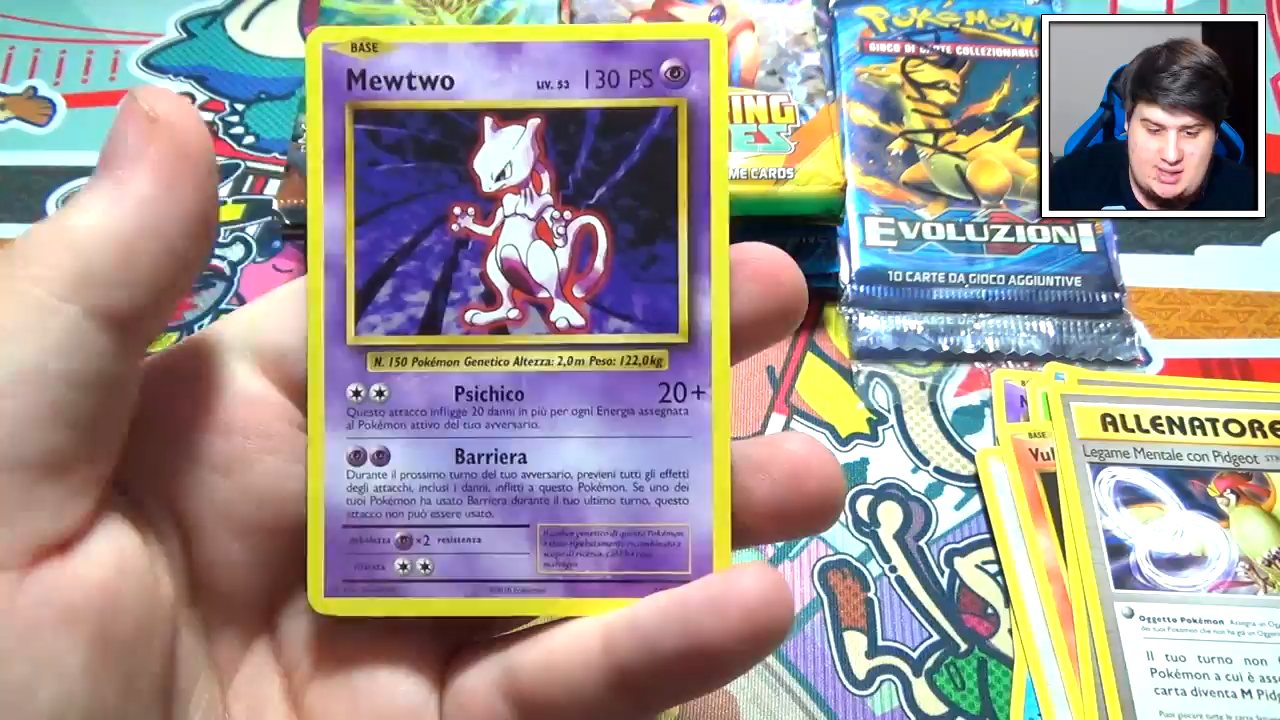 BASE
Mewtwo LIV. 53 130 PS
N. 150 Pokémon Genetico Altezza: 2,0m Peso: 122,0kg
Psichico 20+
Questo attacco infligge 20 danni in più per ogni Energia assegnata
al Pokémon attivo del tuo avversario.
Barriera
Durante il prossimo turno del tuo avversario, previeni tutti gli effetti
degli attacchi, inclusi i danni, inflitti a questo Pokémon. Se uno dei
tuoi Pokémon ha usato Barriera durante il tuo ultimo turno, questo
attacco non può essere usato.
debolezza ×2 resistenza
ritirata
POKÉMON
GIOCO DI CARTE COLLEZIONABILI
EVOLUZIONI
10 CARTE DA GIOCO AGGIUNTIVE
ME CARDS
BASE
Vul
ALLENATORE
Legame Mentale con Pidgeot
Oggetto Pokémon
Il tuo turno non
Pokémon a cui è ass
carta diventa M Pidg